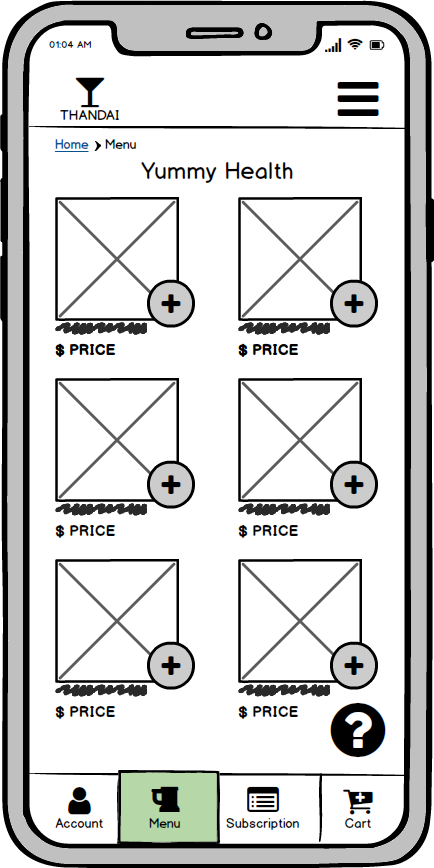 01:04 AM
THANDAI
Home Menu
Yummy Health
$ PRICE $ PRICE
$ PRICE $ PRICE
$ PRICE $ PRICE
?
Account Menu Subscription Cart